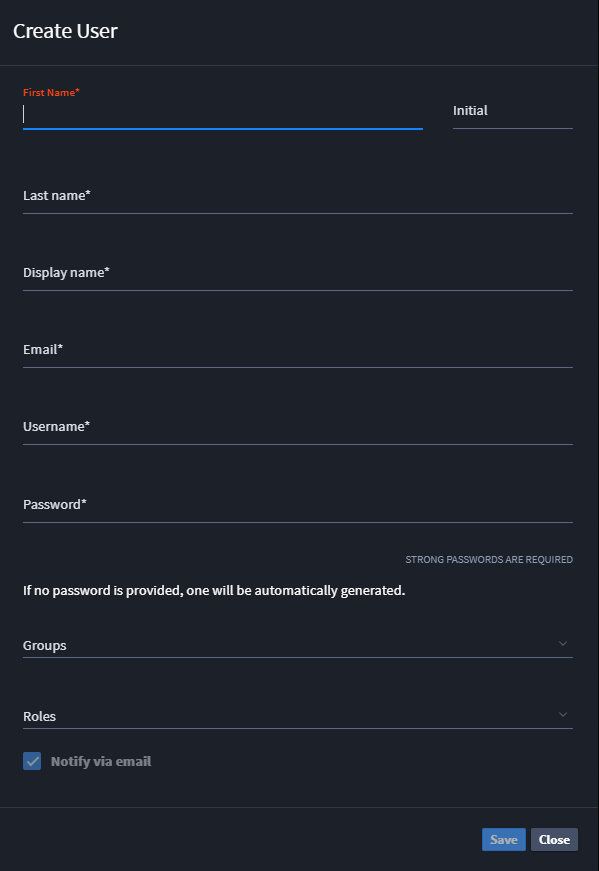 Create User
First Name*
Initial
Last name*
Display name*
Email*
Username*
Password*
STRONG PASSWORDS ARE REQUIRED
If no password is provided, one will be automatically generated.
Groups
Roles
Notify via email
Save Close